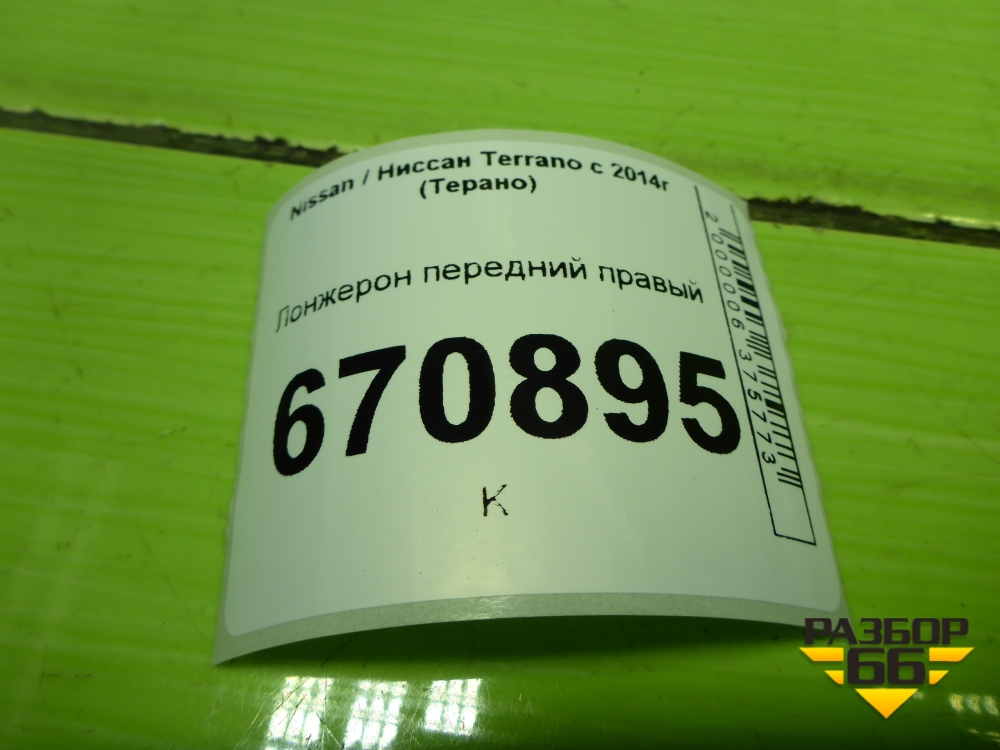 Nissan / Ниссан Terrano с 2014г
(Терано)
Лонжерон передний правый
670895
К
2000006375773
РАЗБОР
66